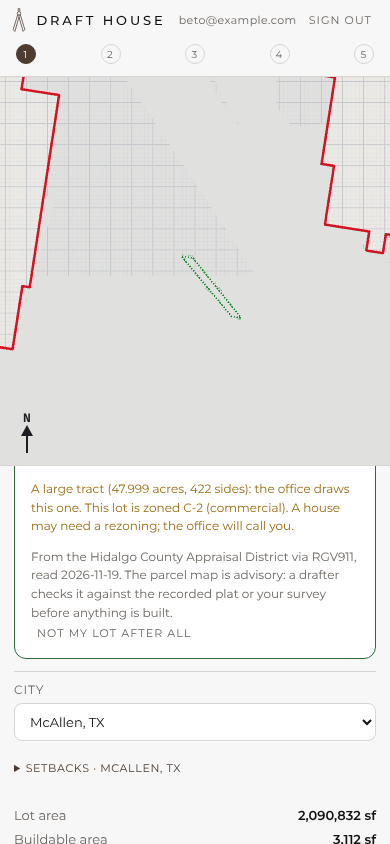 DRAFT HOUSE beto@example.com SIGN OUT
1 2 3 4 5
N
A large tract (47.999 acres, 422 sides): the office draws
this one. This lot is zoned C-2 (commercial). A house
may need a rezoning; the office will call you.
From the Hidalgo County Appraisal District via RGV911,
read 2026-11-19. The parcel map is advisory: a drafter
checks it against the recorded plat or your survey
before anything is built.
NOT MY LOT AFTER ALL
CITY
McAllen, TX
SETBACKS · MCALLEN, TX
Lot area 2,090,832 sf
Buildable area 3,112 sf